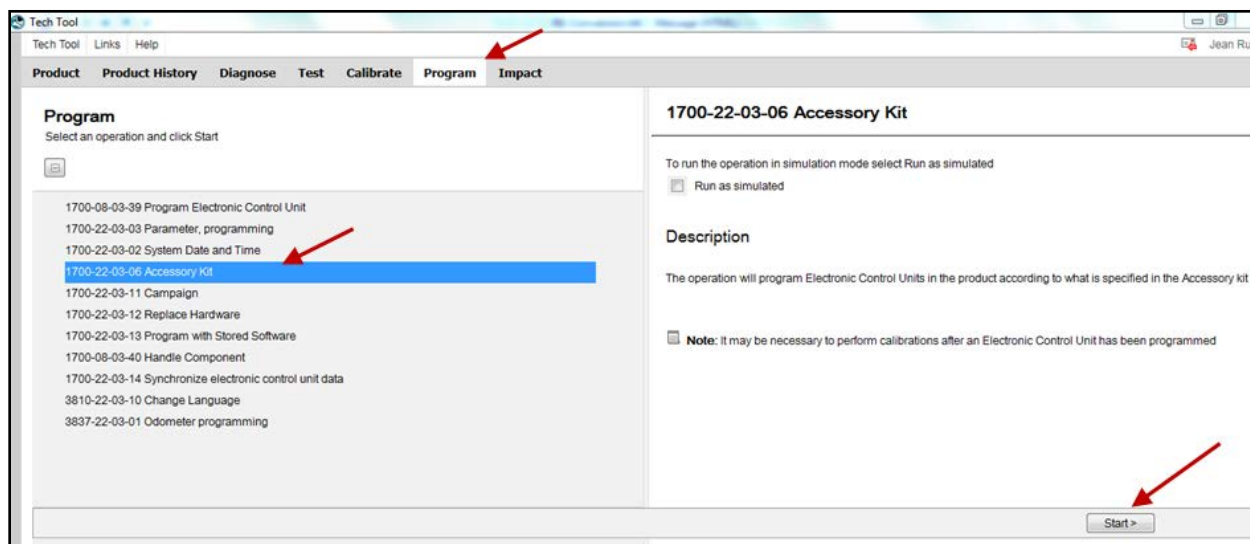 Tech Tool
Tech Tool Links Help
Jean Ru
Product Product History Diagnose Test Calibrate Program Impact
Program
Select an operation and click Start
1700-08-03-39 Program Electronic Control Unit
1700-22-03-03 Parameter, programming
1700-22-03-02 System Date and Time
1700-22-03-06 Accessory Kit
1700-22-03-11 Campaign
1700-22-03-12 Replace Hardware
1700-22-03-13 Program with Stored Software
1700-08-03-40 Handle Component
1700-22-03-14 Synchronize electronic control unit data
3810-22-03-10 Change Language
3837-22-03-01 Odometer programming
1700-22-03-06 Accessory Kit
To run the operation in simulation mode select Run as simulated
Run as simulated
Description
The operation will program Electronic Control Units in the product according to what is specified in the Accessory kit
Note: It may be necessary to perform calibrations after an Electronic Control Unit has been programmed
Start >